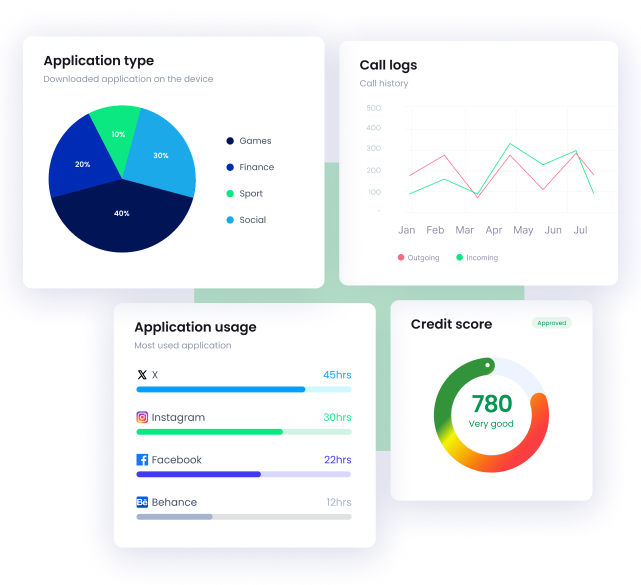 Application type
Downloaded application on the device
10%
30%
20%
40%
Games
Finance
Sport
Social
Call logs
Call history
500
400
300
200
100
-
Jan Feb Mar Apr May Jun Jul
Outgoing Incoming
Application usage
Most used application
X 45hrs
Instagram 30hrs
Facebook 22hrs
Bē Behance 12hrs
Credit score
Approved
780
Very good